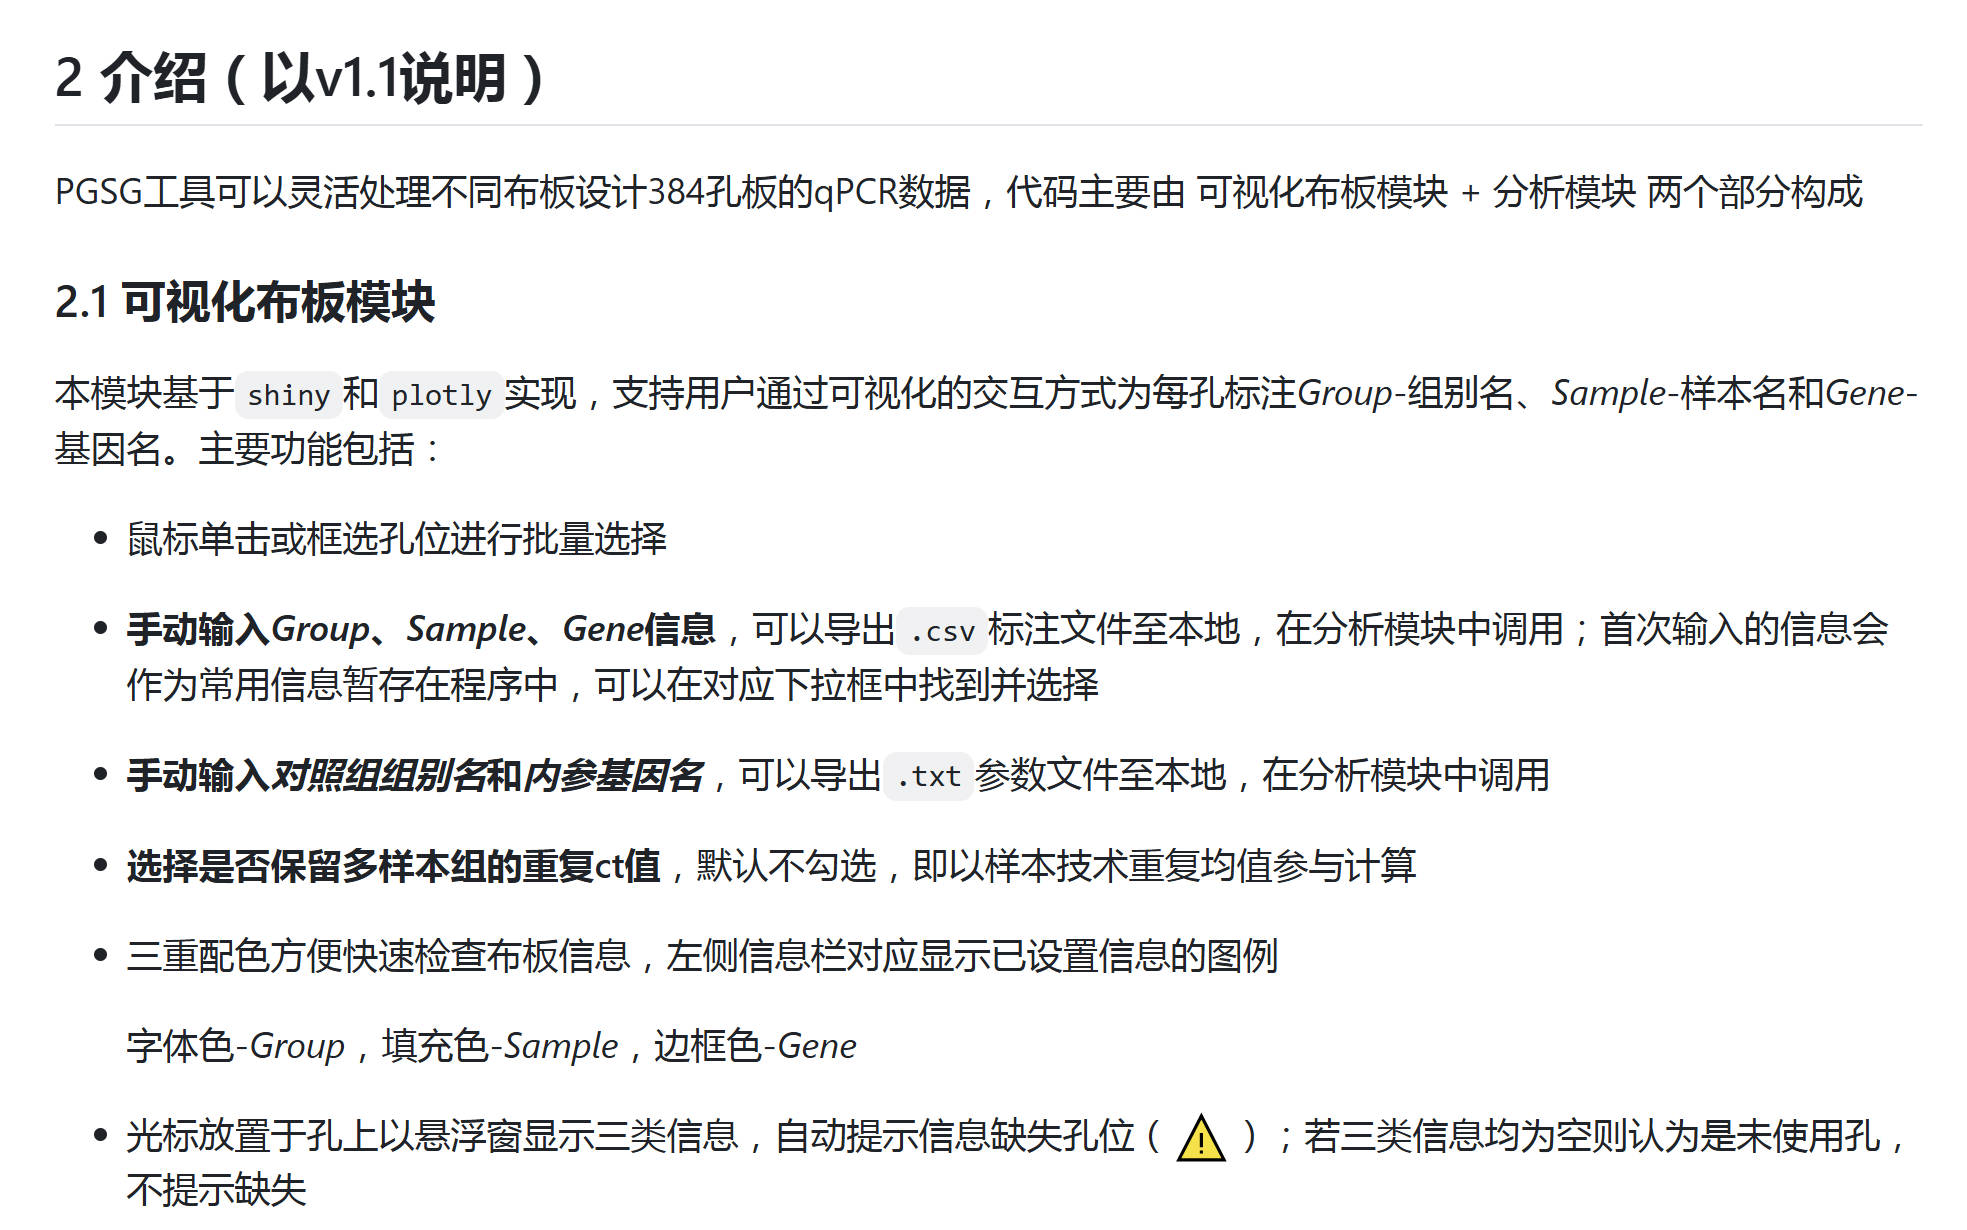 2 介绍（以v1.1说明）
PGSG工具可以灵活处理不同布板设计384孔板的qPCR数据，代码主要由 可视化布板模块 + 分析模块 两个部分构成
2.1 可视化布板模块
本模块基于 shiny 和 plotly 实现，支持用户通过可视化的交互方式为每孔标注Group-组别名、Sample-样本名和Gene-
基因名。主要功能包括：
• 鼠标单击或框选孔位进行批量选择
• 手动输入Group、Sample、Gene信息，可以导出 .csv 标注文件至本地，在分析模块中调用；首次输入的信息会
作为常用信息暂存在程序中，可以在对应下拉框中找到并选择
• 手动输入对照组组别名和内参基因名，可以导出 .txt 参数文件至本地，在分析模块中调用
• 选择是否保留多样本组的重复ct值，默认不勾选，即以样本技术重复均值参与计算
• 三重配色方便快速检查布板信息，左侧信息栏对应显示已设置信息的图例
字体色-Group，填充色-Sample，边框色-Gene
• 光标放置于孔上以悬浮窗显示三类信息，自动提示信息缺失孔位（ ⚠ ）；若三类信息均为空则认为是未使用孔，
不提示缺失